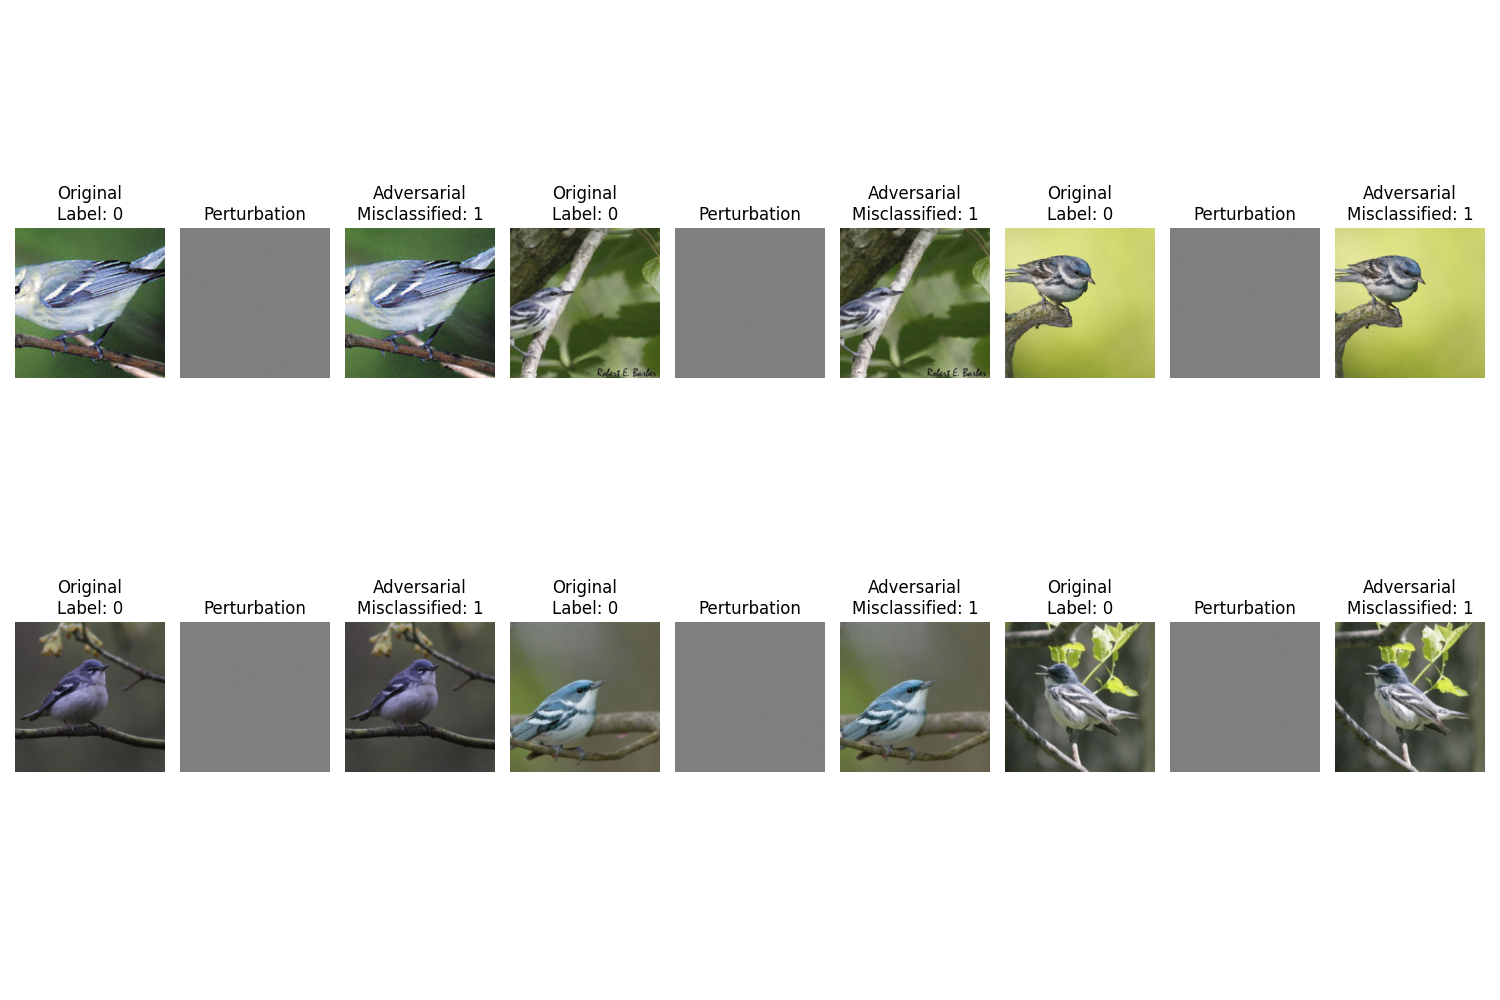 Original
Label: 0
Perturbation
Adversarial
Misclassified: 1
Original
Label: 0
Perturbation
Adversarial
Misclassified: 1
Original
Label: 0
Perturbation
Adversarial
Misclassified: 1
Robert E. Barber
Robert E. Barber
Original
Label: 0
Perturbation
Adversarial
Misclassified: 1
Original
Label: 0
Perturbation
Adversarial
Misclassified: 1
Original
Label: 0
Perturbation
Adversarial
Misclassified: 1